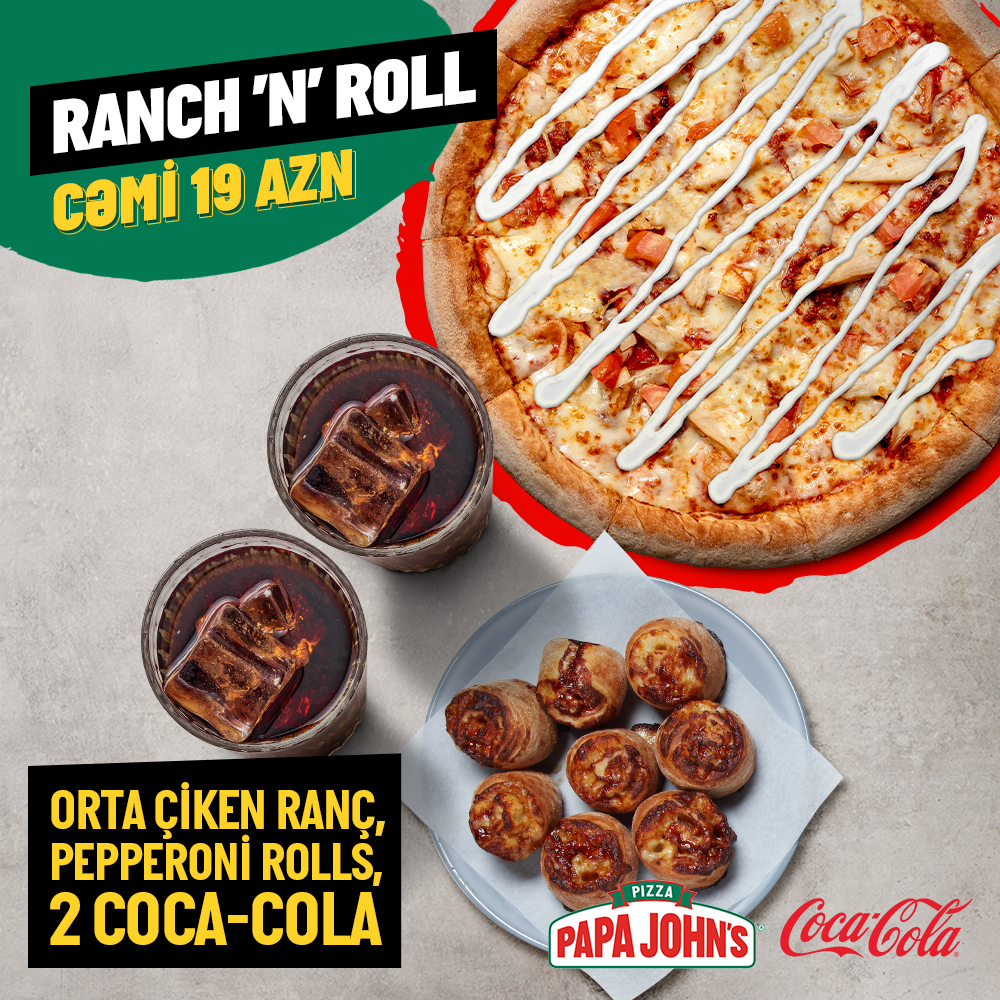 RANCH 'N' ROLL
CƏMİ 19 AZN
ORTA ÇİKEN RANÇ,
PEPPERONİ ROLLS,
2 COCA-COLA
PIZZA
PAPA JOHN'S
Coca-Cola